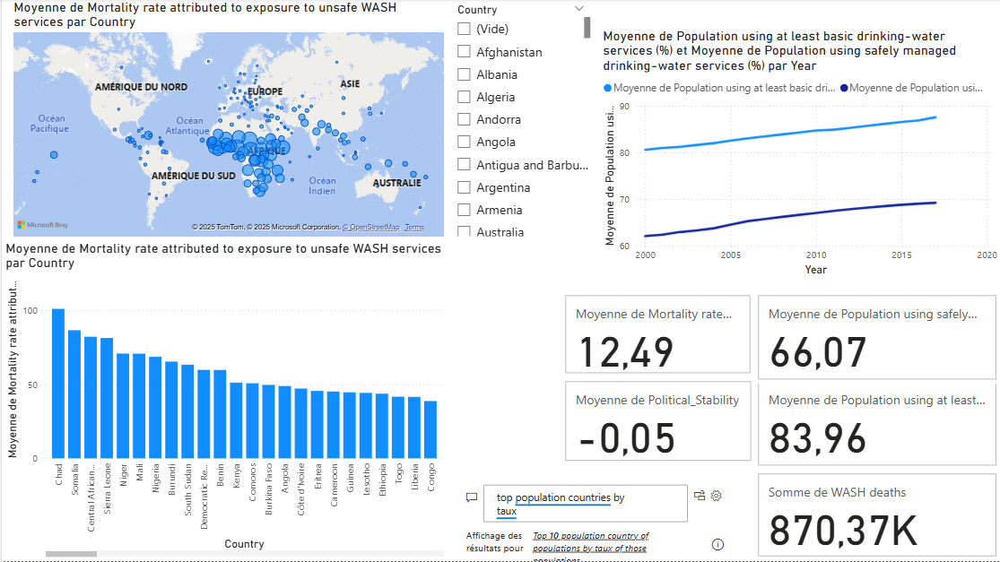 Moyenne de Mortality rate attributed to exposure to unsafe WASH
services par Country
AMÉRIQUE DU NORD
EUROPE
ASIE
Océan
Pacifique
Océan
Atlantique
AFRIQUE
AMÉRIQUE DU SUD
Océan
Indien
AUSTRALIE
Microsoft Bing
© 2025 TomTom, © 2025 Microsoft Corporation, © OpenStreetMap Terms
Country
(Vide)
Afghanistan
Albania
Algeria
Andorra
Angola
Antigua and Barbu...
Argentina
Armenia
Australia
Moyenne de Population using at least basic drinking-water
services (%) et Moyenne de Population using safely managed
drinking-water services (%) par Year
Moyenne de Population using at least basic dri... Moyenne de Population usi...
Moyenne de Population usi...
90
80
70
60
2000 2005 2010 2015 2020
Year
Moyenne de Mortality rate attributed to exposure to unsafe WASH services
par Country
Moyenne de Mortality rate attribut...
100
50
0
Chad
Somalia
Central African...
Sierra Leone
Niger
Mali
Nigeria
Burundi
South Sudan
Democratic Re...
Benin
Kenya
Comoros
Burkina Faso
Angola
Côte d'Ivoire
Eritrea
Cameroon
Guinea
Lesotho
Ethiopia
Togo
Liberia
Congo
Country
Moyenne de Mortality rate...
12,49
Moyenne de Population using safely...
66,07
Moyenne de Political_Stability
-0,05
Moyenne de Population using at least...
83,96
top population countries by
taux
Affichage des
résultats pour
Top 10 population country of
populations by taux of those
populations
Somme de WASH deaths
870,37K